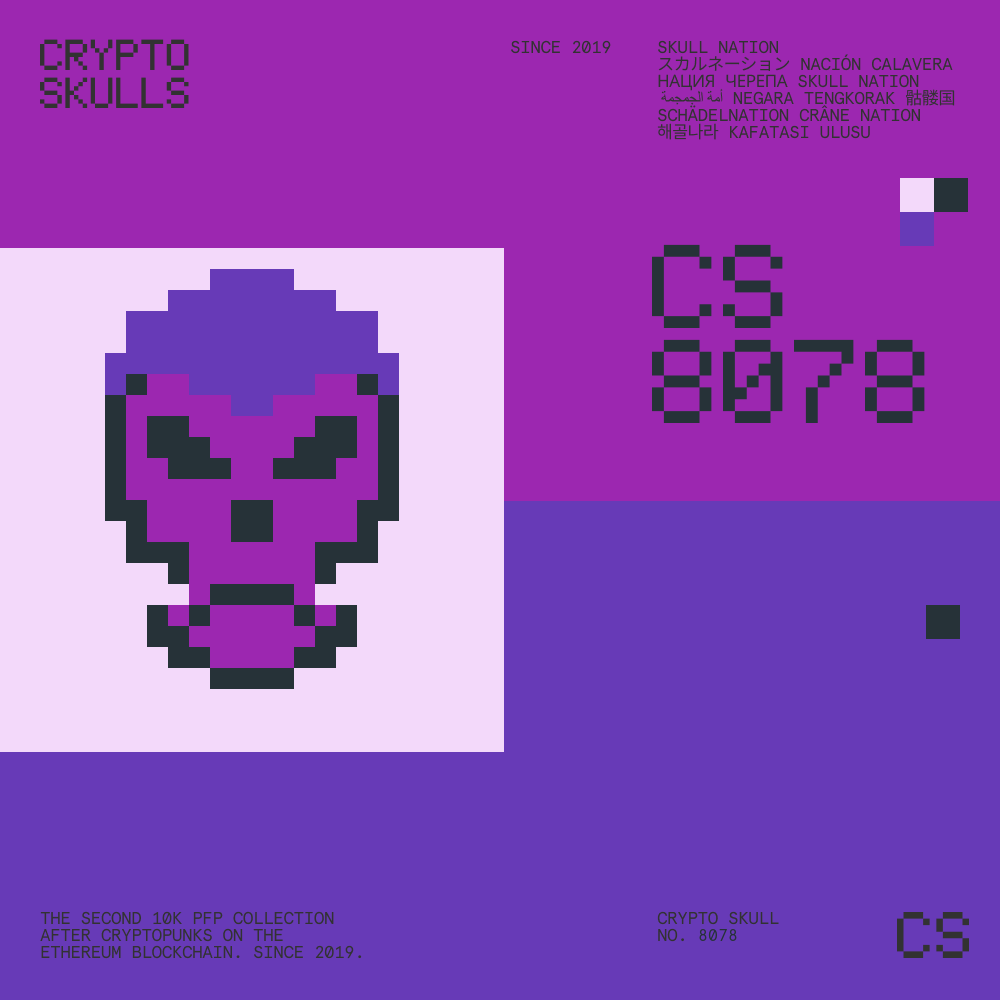 CRYPTO
SKULLS
SINCE 2019
SKULL NATION
スカルネーション NACIÓN CALAVERA
НАЦИЯ ЧЕРЕПА SKULL NATION
أمة الجمجمة NEGARA TENGKORAK 骷髅国
SCHÄDELNATION CRÂNE NATION
해골나라 KAFATASI ULUSU
CS
8078
THE SECOND 10K PFP COLLECTION
AFTER CRYPTOPUNKS ON THE
ETHEREUM BLOCKCHAIN. SINCE 2019.
CRYPTO SKULL
NO. 8078
CS